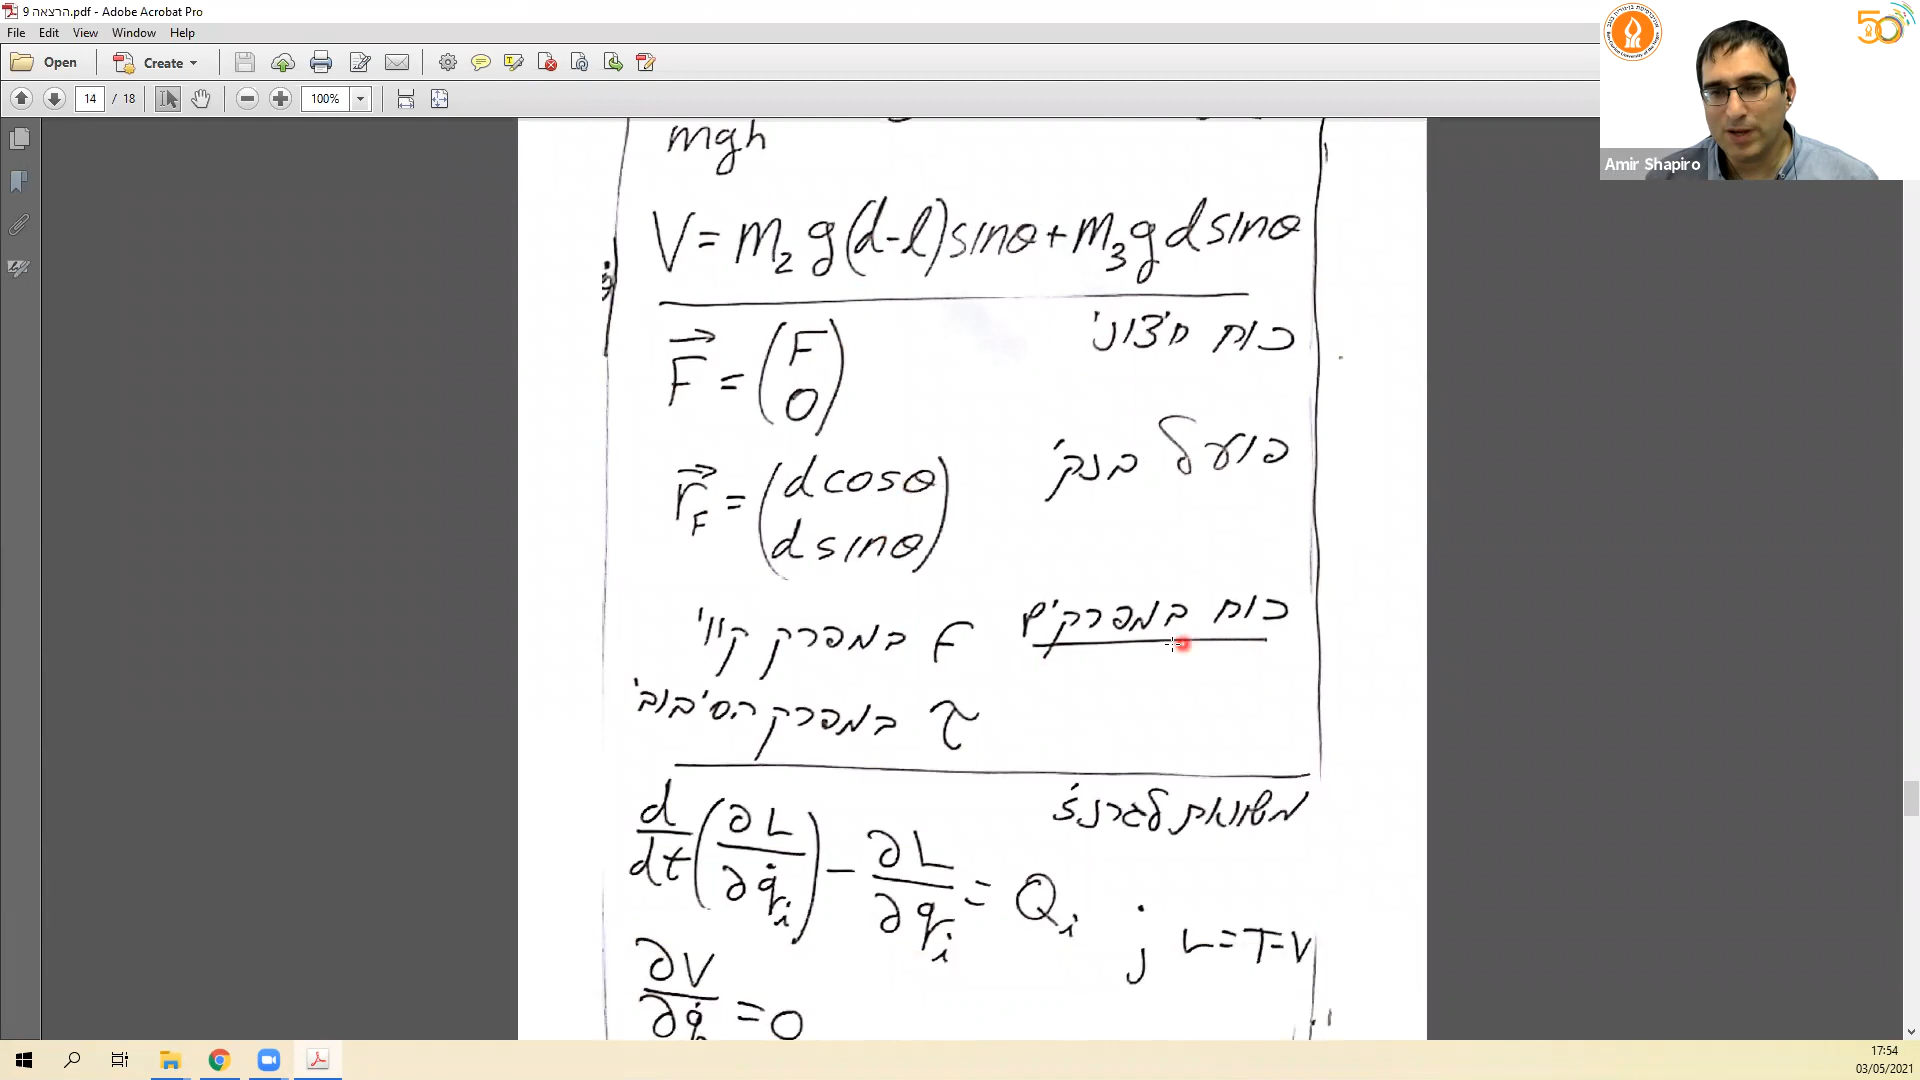 הרצאה 9.pdf - Adobe Acrobat Pro
File Edit View Window Help
Open Create
14 / 18 100%
Amir Shapiro
50
mgh
V = m₂g(d-l)sinθ + m₃gd sinθ
כוח חיצוני
F⃗ = (F
0)
פועל בנק'
r⃗_F = (d cosθ
d sinθ)
כוח במפרקים
F במפרק קווי
τ במפרק הסיבובי
משוואת לגרנז'
d/dt(∂L/∂q̇ᵢ) - ∂L/∂qᵢ = Qᵢ ; L=T-V
∂V/∂q̇ = 0
17:54
03/05/2021